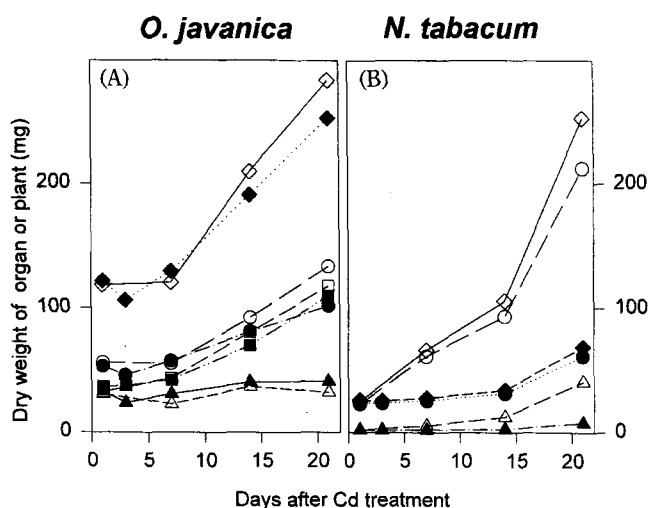 O. javanica N. tabacum
(A) (B)
Dry weight of organ or plant (mg)
200 200
100 100
0 0
0 5 10 15 20 0 5 10 15 20
Days after Cd treatment